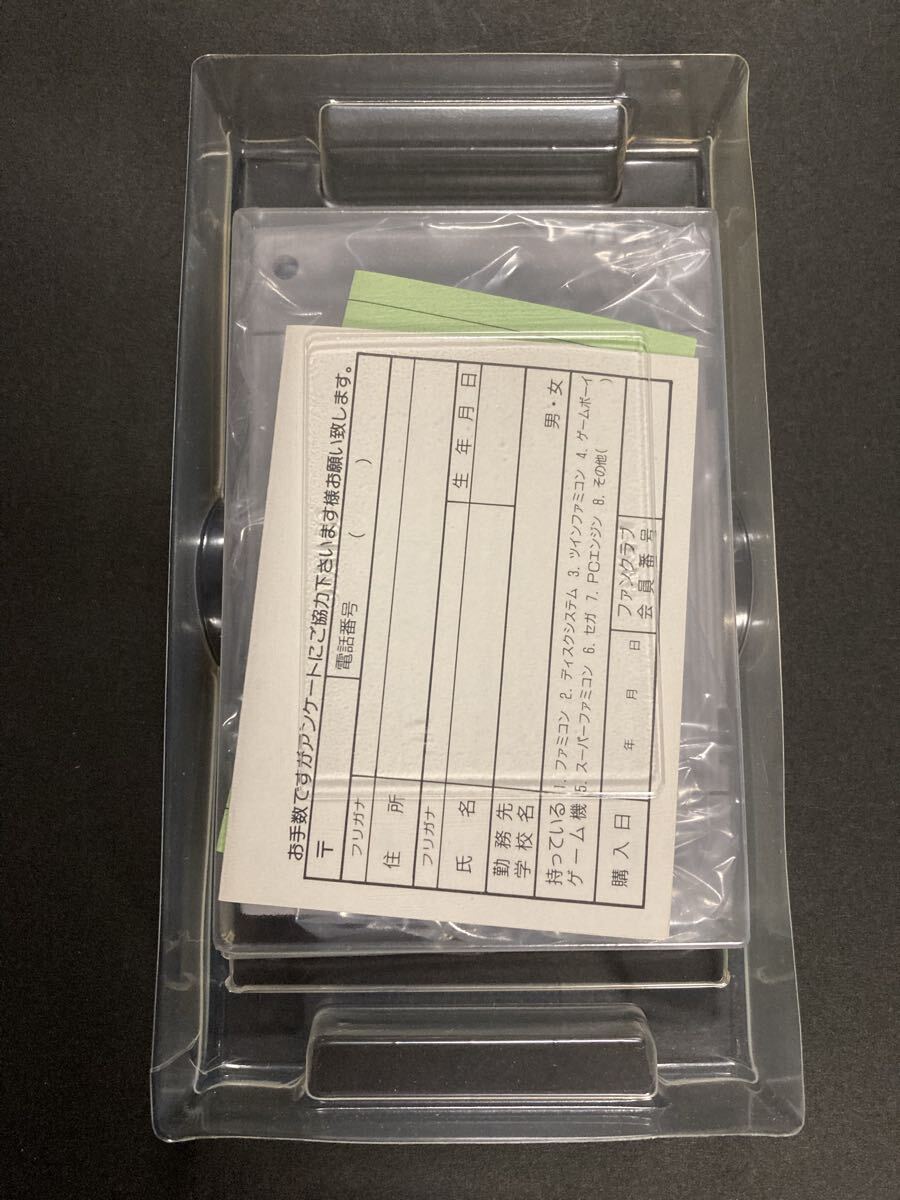 お手数ですがアンケートにご協力下さいます様お願い致します。
〒
電話番号 ( )
フリガナ
住所
フリガナ
氏名
生年月日
勤務先
学校名
男・女
持っている
ゲーム機
1. ファミコン 2. ディスクシステム 3. ツインファミコン 4. ゲームボーイ
5. スーパーファミコン 6. セガ 7. PCエンジン 8. その他( )
購入日
年 月 日
ファンクラブ
会員番号